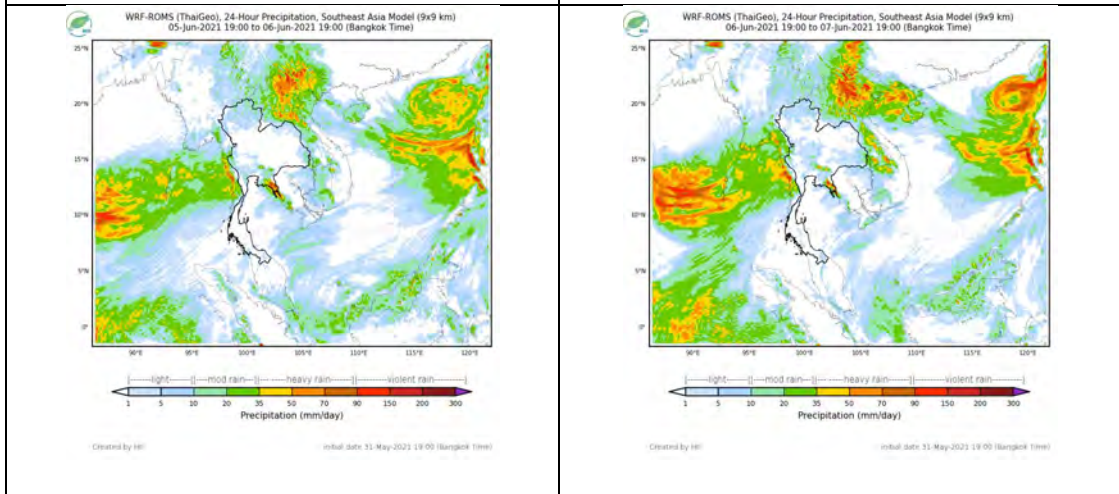 WRF-ROMS (ThaiGeo), 24-Hour Precipitation, Southeast Asia Model (9x9 km)
05-Jun-2021 19:00 to 06-Jun-2021 19:00 (Bangkok Time)
25°N
20°N
15°N
10°N
5°N
0°
90°E 95°E 100°E 105°E 110°E 115°E 120°E
|------light------||----mod rain---||--------heavy rain-------||--------violent rain--------|
1 5 10 20 35 50 70 90 150 200 300
Precipitation (mm/day)
Created by HII initial date 31-May-2021 19:00 (Bangkok Time)
WRF-ROMS (ThaiGeo), 24-Hour Precipitation, Southeast Asia Model (9x9 km)
06-Jun-2021 19:00 to 07-Jun-2021 19:00 (Bangkok Time)
25°N
20°N
15°N
10°N
5°N
0°
90°E 95°E 100°E 105°E 110°E 115°E 120°E
|------light------||----mod rain---||--------heavy rain-------||--------violent rain--------|
1 5 10 20 35 50 70 90 150 200 300
Precipitation (mm/day)
Created by HII initial date 31-May-2021 19:00 (Bangkok Time)